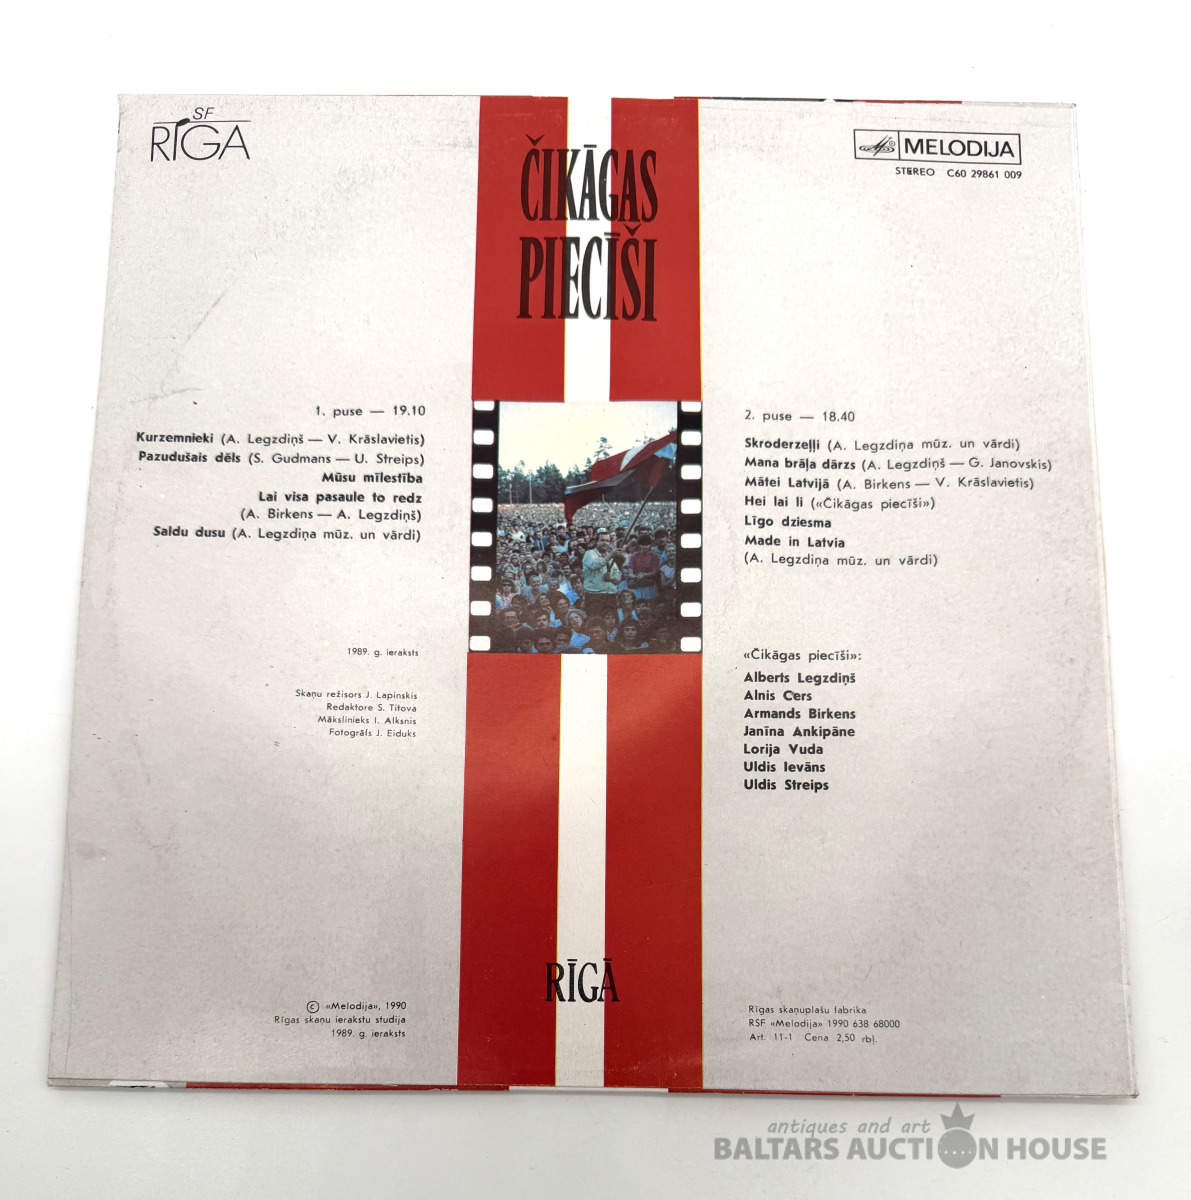 SF
RĪGA
MELODIJA
STEREO C60 29861 009
ČIKĀGAS
PIECĪŠI
1. puse — 19.10
Kurzemnieki (A. Legzdiņš — V. Krāslavietis)
Pazudušais dēls (S. Gudmans — U. Streips)
Mūsu mīlestība
Lai visa pasaule to redz
(A. Birkens — A. Legzdiņš)
Saldu dusu (A. Legzdiņa mūz. un vārdi)
2. puse — 18.40
Skroderzeļļi (A. Legzdiņa mūz. un vārdi)
Mana brāļa dārzs (A. Legzdiņš — G. Janovskis)
Mātei Latvijā (A. Birkens — V. Krāslavietis)
Hei lai li («Čikāgas piecīši»)
Līgo dziesma
Made in Latvia
(A. Legzdiņa mūz. un vārdi)
1989. g. ieraksts
Skaņu režisors J. Lapinskis
Redaktore S. Titova
Mākslinieks I. Alksnis
Fotogrāfs J. Eiduks
«Čikāgas piecīši»:
Alberts Legzdiņš
Alnis Cers
Armands Birkens
Janīna Ankipāne
Lorija Vuda
Uldis Ievāns
Uldis Streips
RĪGĀ
© «Melodija», 1990
Rīgas skaņu ierakstu studija
1989. g. ieraksts
Rīgas skaņuplašu fabrika
RSF «Melodija» 1990 638 68000
Art. 11-1 Cena 2,50 rbļ.
antiques and art
BALTARS AUCTION HOUSE